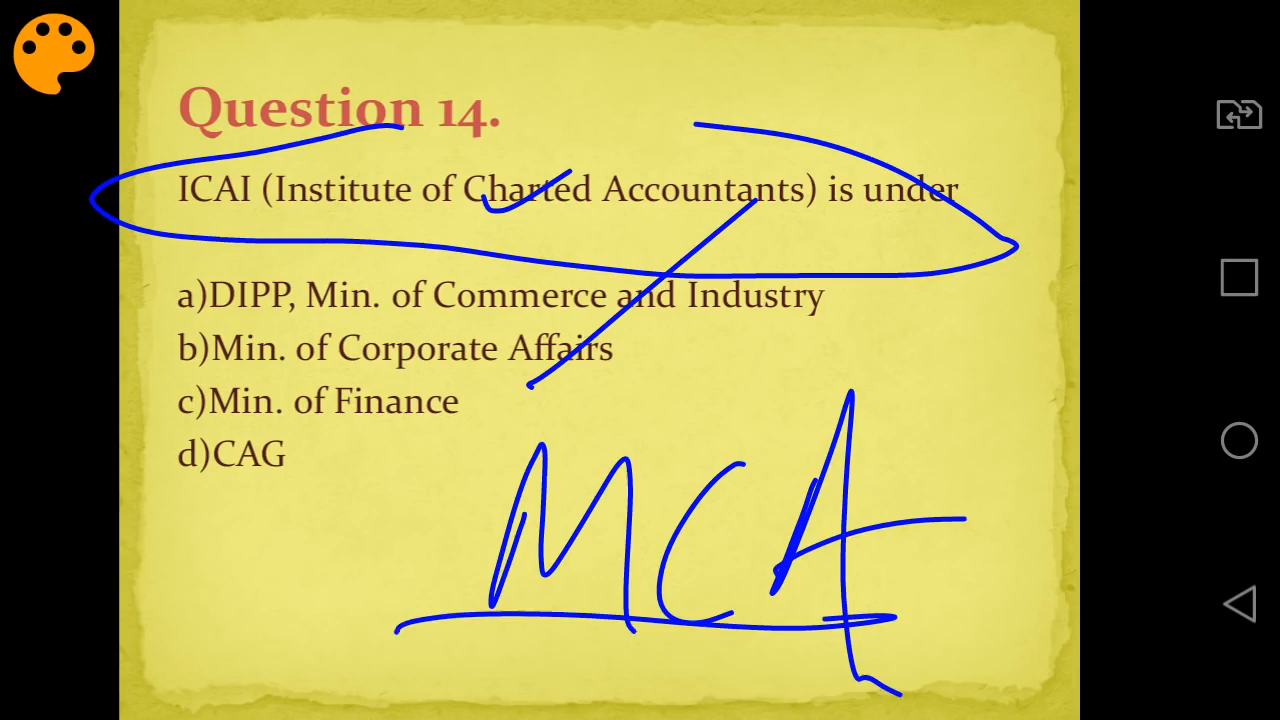 Question 14.
ICAI (Institute of Charted Accountants) is under
a)DIPP, Min. of Commerce and Industry
b)Min. of Corporate Affairs
c)Min. of Finance
d)CAG
MCA